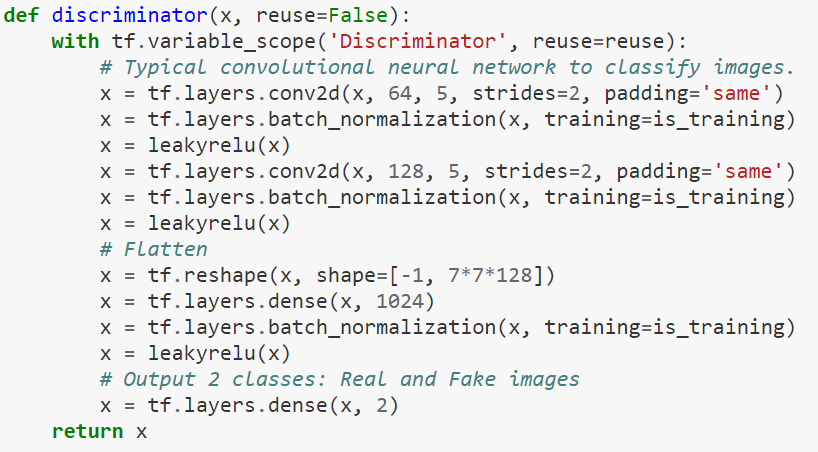 def discriminator(x, reuse=False):
    with tf.variable_scope('Discriminator', reuse=reuse):
        # Typical convolutional neural network to classify images.
        x = tf.layers.conv2d(x, 64, 5, strides=2, padding='same')
        x = tf.layers.batch_normalization(x, training=is_training)
        x = leakyrelu(x)
        x = tf.layers.conv2d(x, 128, 5, strides=2, padding='same')
        x = tf.layers.batch_normalization(x, training=is_training)
        x = leakyrelu(x)
        # Flatten
        x = tf.reshape(x, shape=[-1, 7*7*128])
        x = tf.layers.dense(x, 1024)
        x = tf.layers.batch_normalization(x, training=is_training)
        x = leakyrelu(x)
        # Output 2 classes: Real and Fake images
        x = tf.layers.dense(x, 2)
    return x